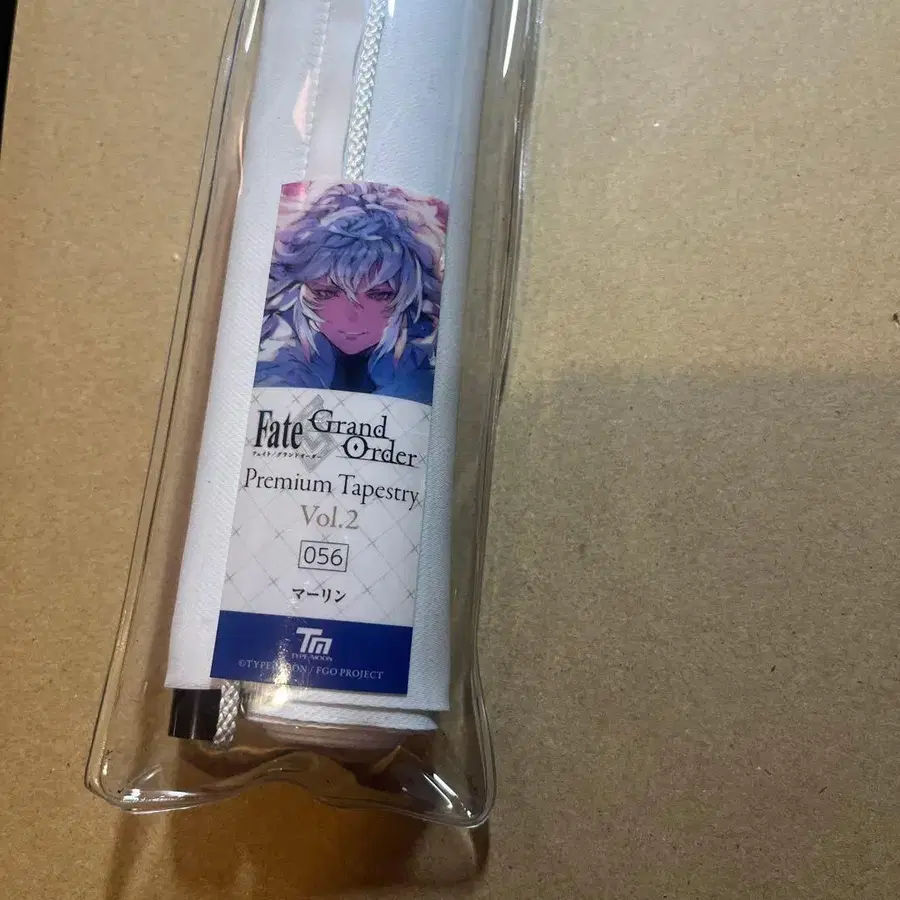 Fate
Grand
Order
フェイト/グランドオーダー
Premium Tapestry
Vol.2
056
マーリン
TM
TYPE-MOON
©TYPE-MOON / FGO PROJECT